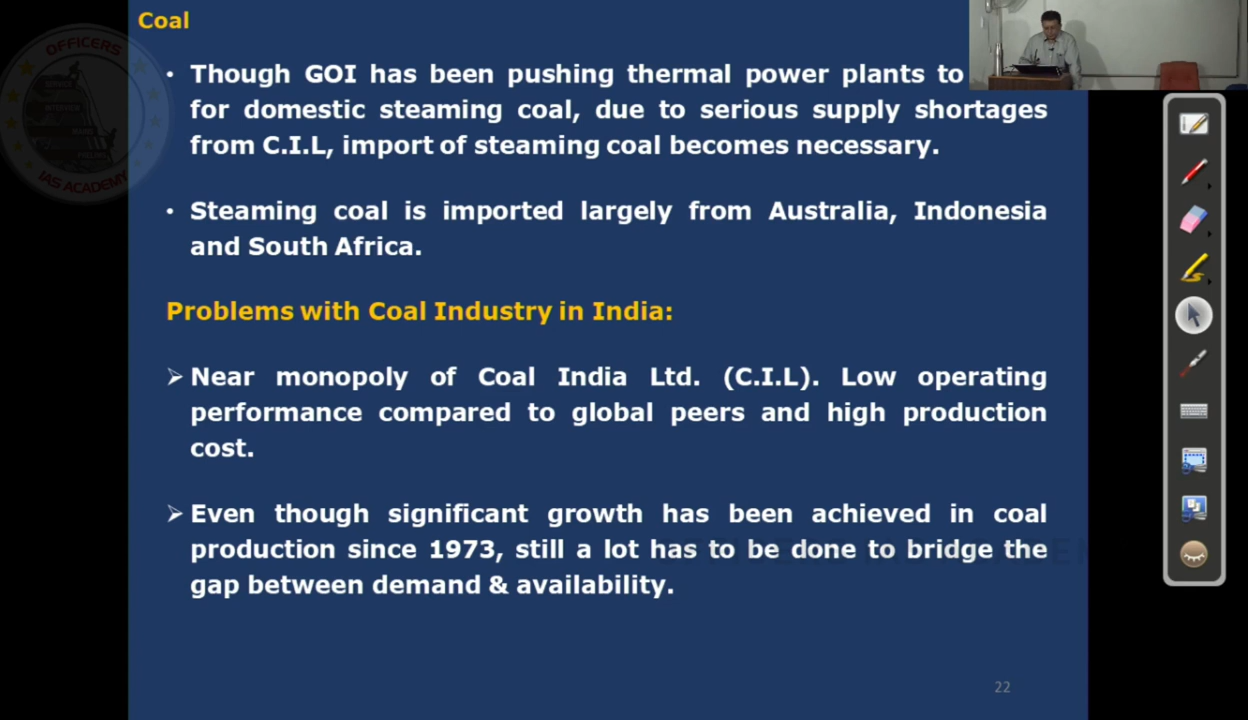 Coal
OFFICERS
IAS ACADEMY
• Though GOI has been pushing thermal power plants to
for domestic steaming coal, due to serious supply shortages
from C.I.L, import of steaming coal becomes necessary.
• Steaming coal is imported largely from Australia, Indonesia
and South Africa.
Problems with Coal Industry in India:
➢ Near monopoly of Coal India Ltd. (C.I.L). Low operating
performance compared to global peers and high production
cost.
➢ Even though significant growth has been achieved in coal
production since 1973, still a lot has to be done to bridge the
gap between demand & availability.
22